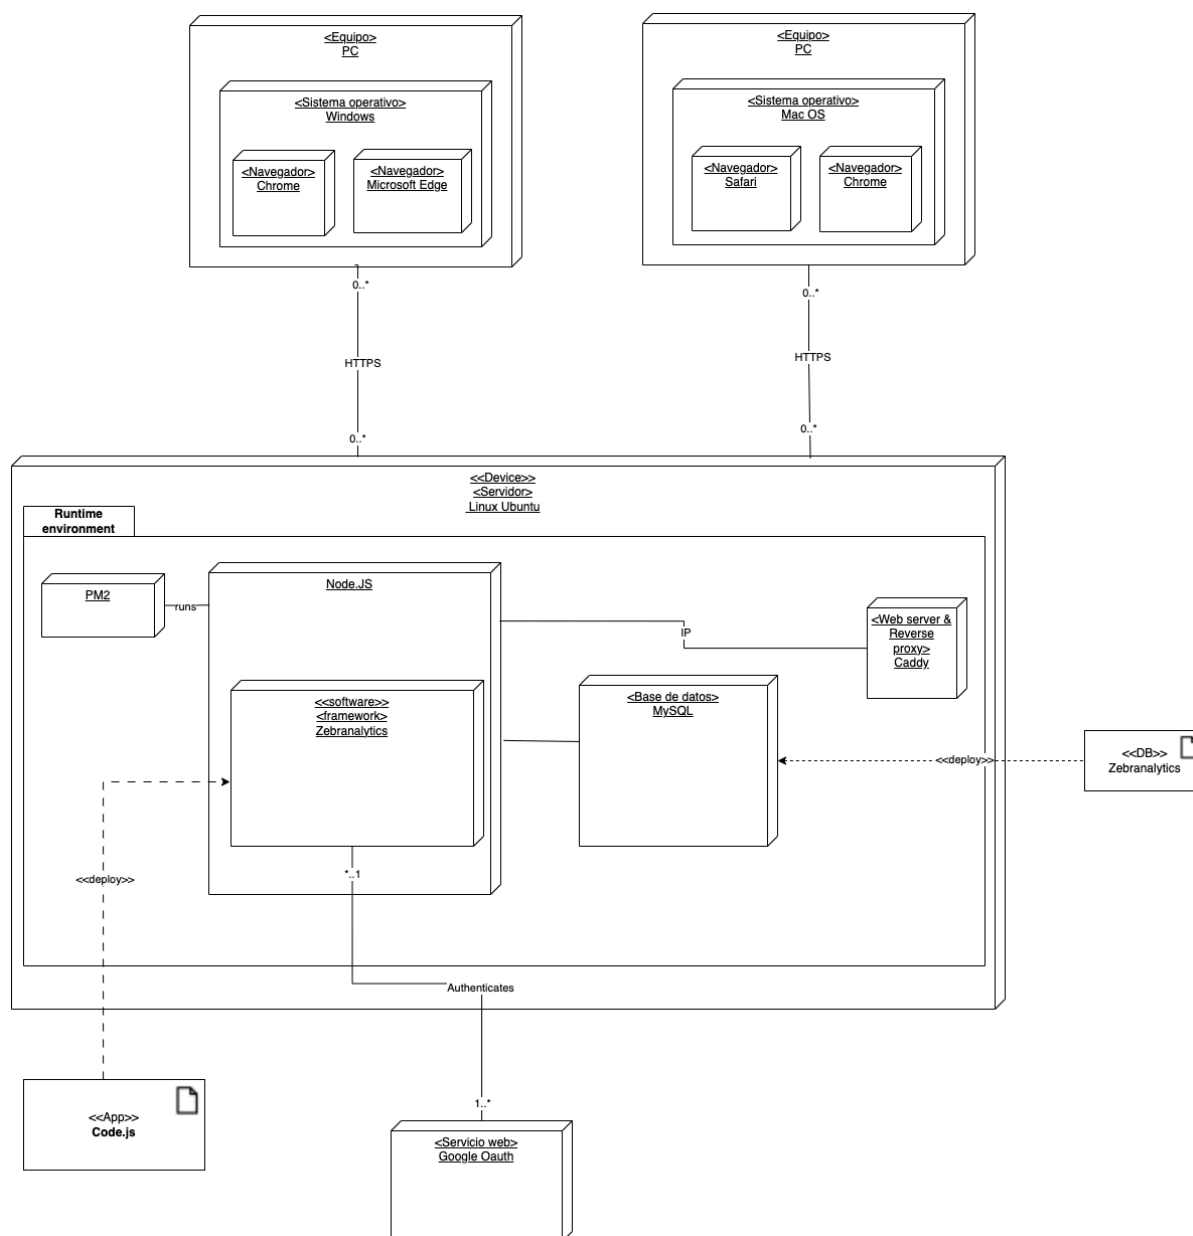 <Equipo>
PC
<Sistema operativo>
Windows
<Navegador>
Chrome
<Navegador>
Microsoft Edge
<Equipo>
PC
<Sistema operativo>
Mac OS
<Navegador>
Safari
<Navegador>
Chrome
0..*
HTTPS
0..*
0..*
HTTPS
0..*
<<Device>>
<Servidor>
Linux Ubuntu
Runtime
environment
PM2
runs
Node.JS
<<software>>
<framework>
Zebranalytics
IP
<Web server &
Reverse
proxy>
Caddy
<Base de datos>
MySQL
<<deploy>>
<<DB>>
Zebranalytics
<<deploy>>
*..1
Authenticates
1..*
<<App>>
Code.js
<Servicio web>
Google Oauth